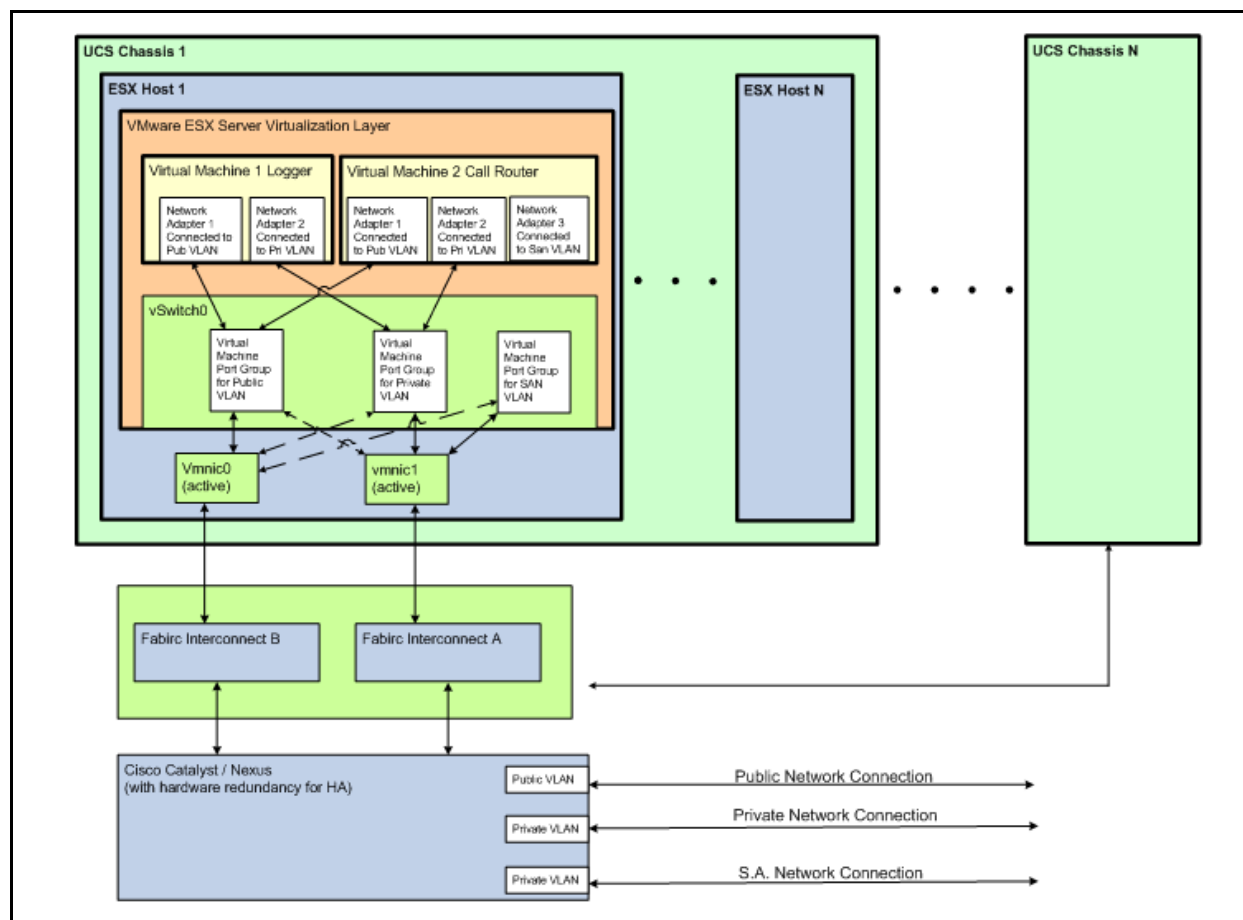 UCS Chassis 1
UCS Chassis N
ESX Host 1
ESX Host N
VMware ESX Server Virtualization Layer
Virtual Machine 1 Logger
Virtual Machine 2 Call Router
Network
Adapter 1
Connected to
Pub VLAN
Network
Adapter 2
Connected
to Pri VLAN
Network
Adapter 1
Connected
to Pub VLAN
Network
Adapter 2
Connected
to Pri VLAN
Network
Adapter 3
Connected
to San VLAN
vSwitch0
Virtual
Machine
Port Group
for Public
VLAN
Virtual
Machine
Port Group
for Private
VLAN
Virtual
Machine
Port Group
for SAN
VLAN
Vmnic0
(active)
vmnic1
(active)
Fabirc Interconnect B
Fabirc Interconnect A
Cisco Catalyst / Nexus
(with hardware redundancy for HA)
Public VLAN
Public Network Connection
Private VLAN
Private Network Connection
Private VLAN
S.A. Network Connection